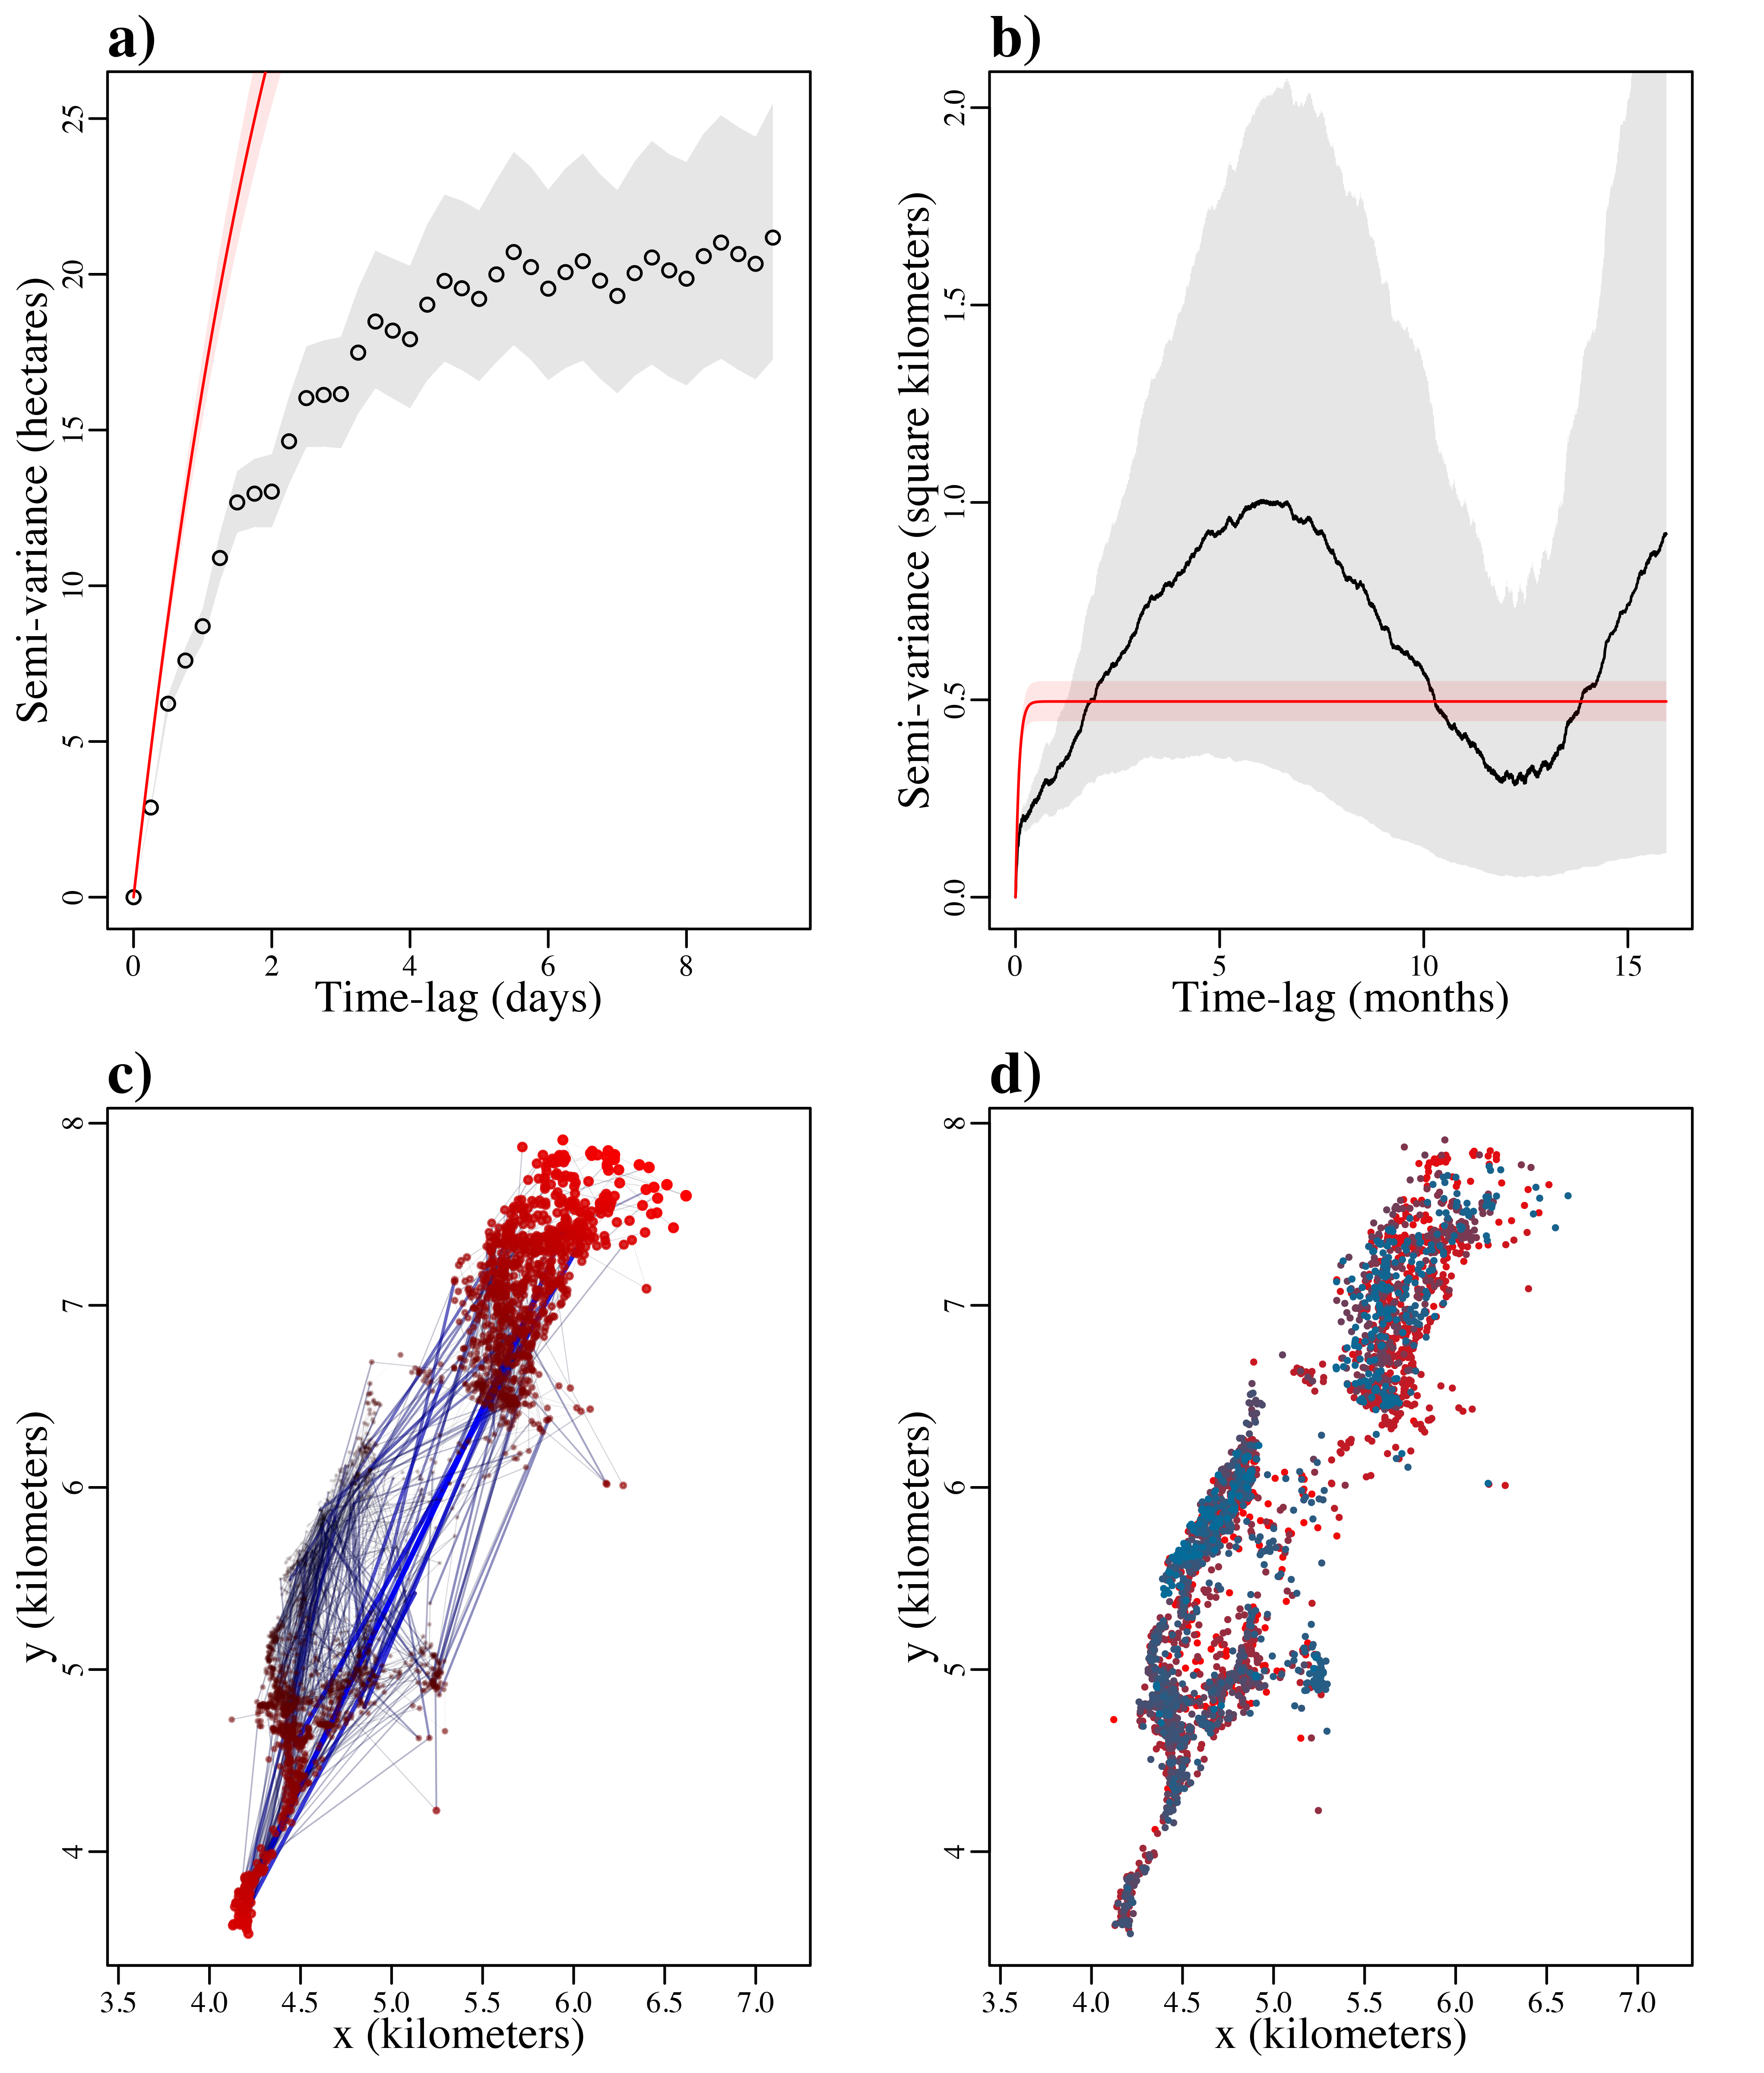 a)
Semi-variance (hectares)
0 5 10 15 20 25
0 2 4 6 8
Time-lag (days)
b)
Semi-variance (square kilometers)
0.0 0.5 1.0 1.5 2.0
0 5 10 15
Time-lag (months)
c)
y (kilometers)
4 5 6 7 8
3.5 4.0 4.5 5.0 5.5 6.0 6.5 7.0
x (kilometers)
d)
y (kilometers)
4 5 6 7 8
3.5 4.0 4.5 5.0 5.5 6.0 6.5 7.0
x (kilometers)